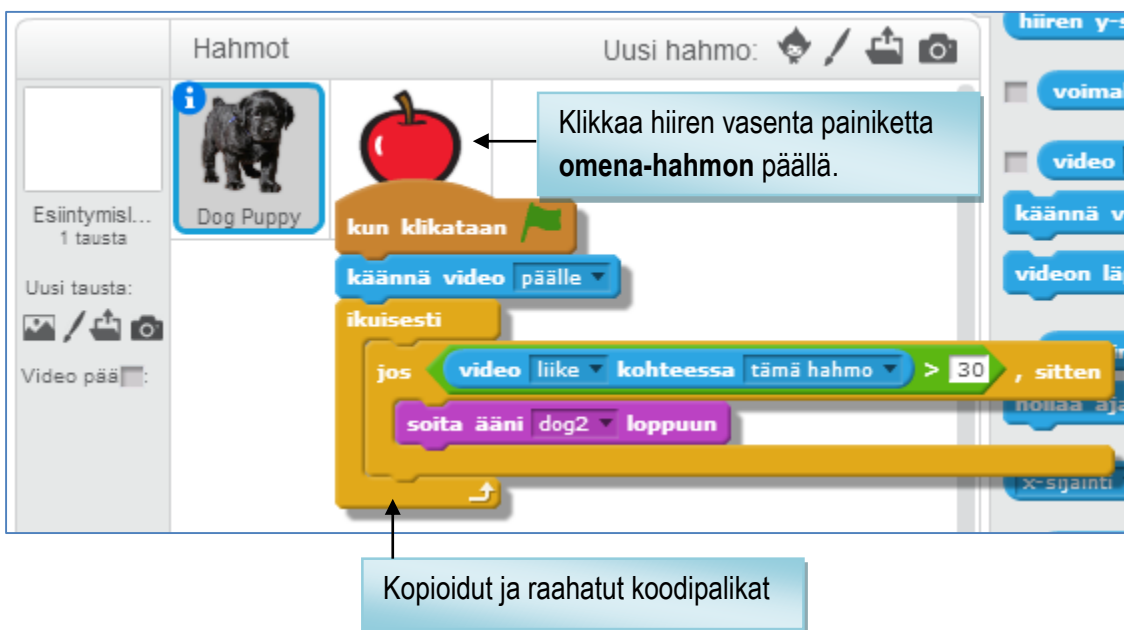 Hahmot
Uusi hahmo:
hiiren y-s
voima
video
käännä v
videon lä
Klikkaa hiiren vasenta painiketta
omena-hahmon päällä.
Esiintymisl...
1 tausta
Dog Puppy
Uusi tausta:
Video pää :
kun klikataan
käännä video päälle
ikuisesti
jos video liike kohteessa tämä hahmo > 30 , sitten
nollaa aja
soita ääni dog2 loppuun
x-sijainti
Kopioidut ja raahatut koodipalikat